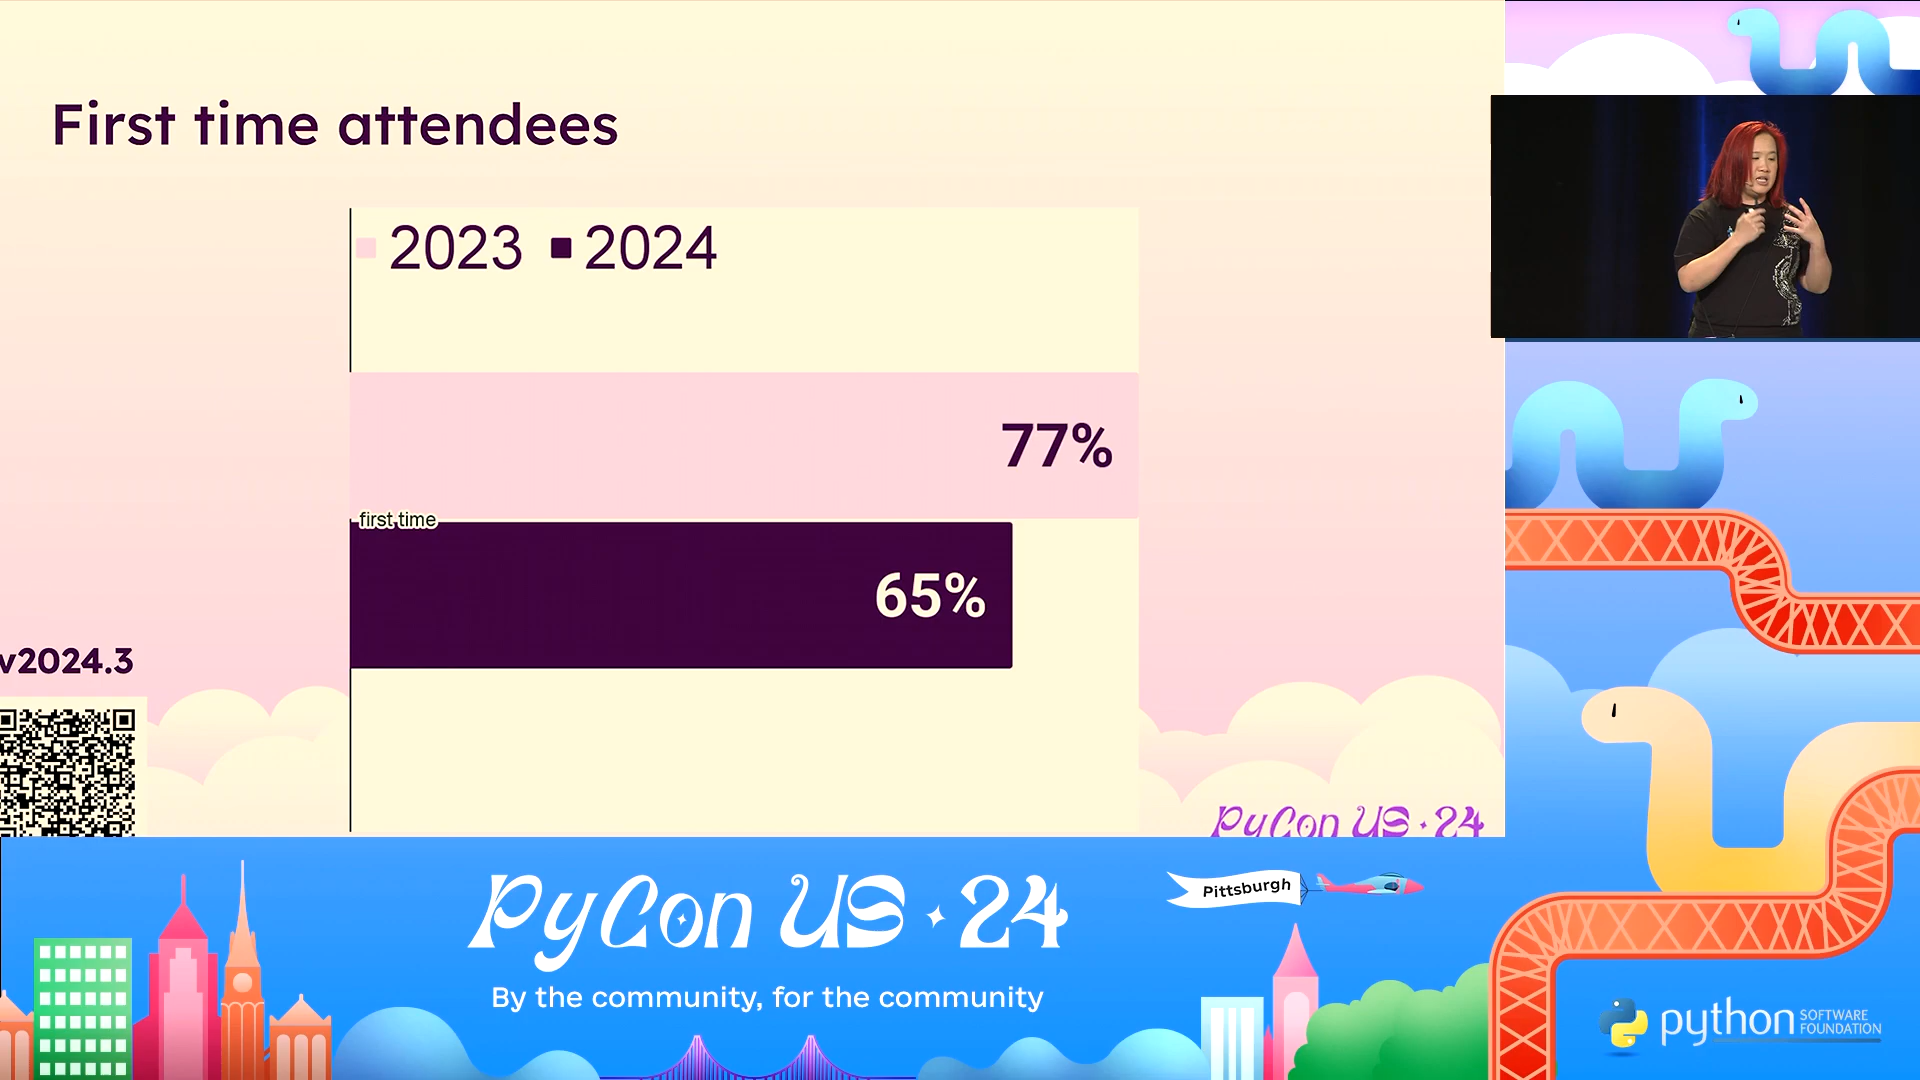 First time attendees
2023 2024
77%
first time
65%
v2024.3
PyCon US 24
PyCon US 24
Pittsburgh
By the community, for the community
python SOFTWARE
FOUNDATION